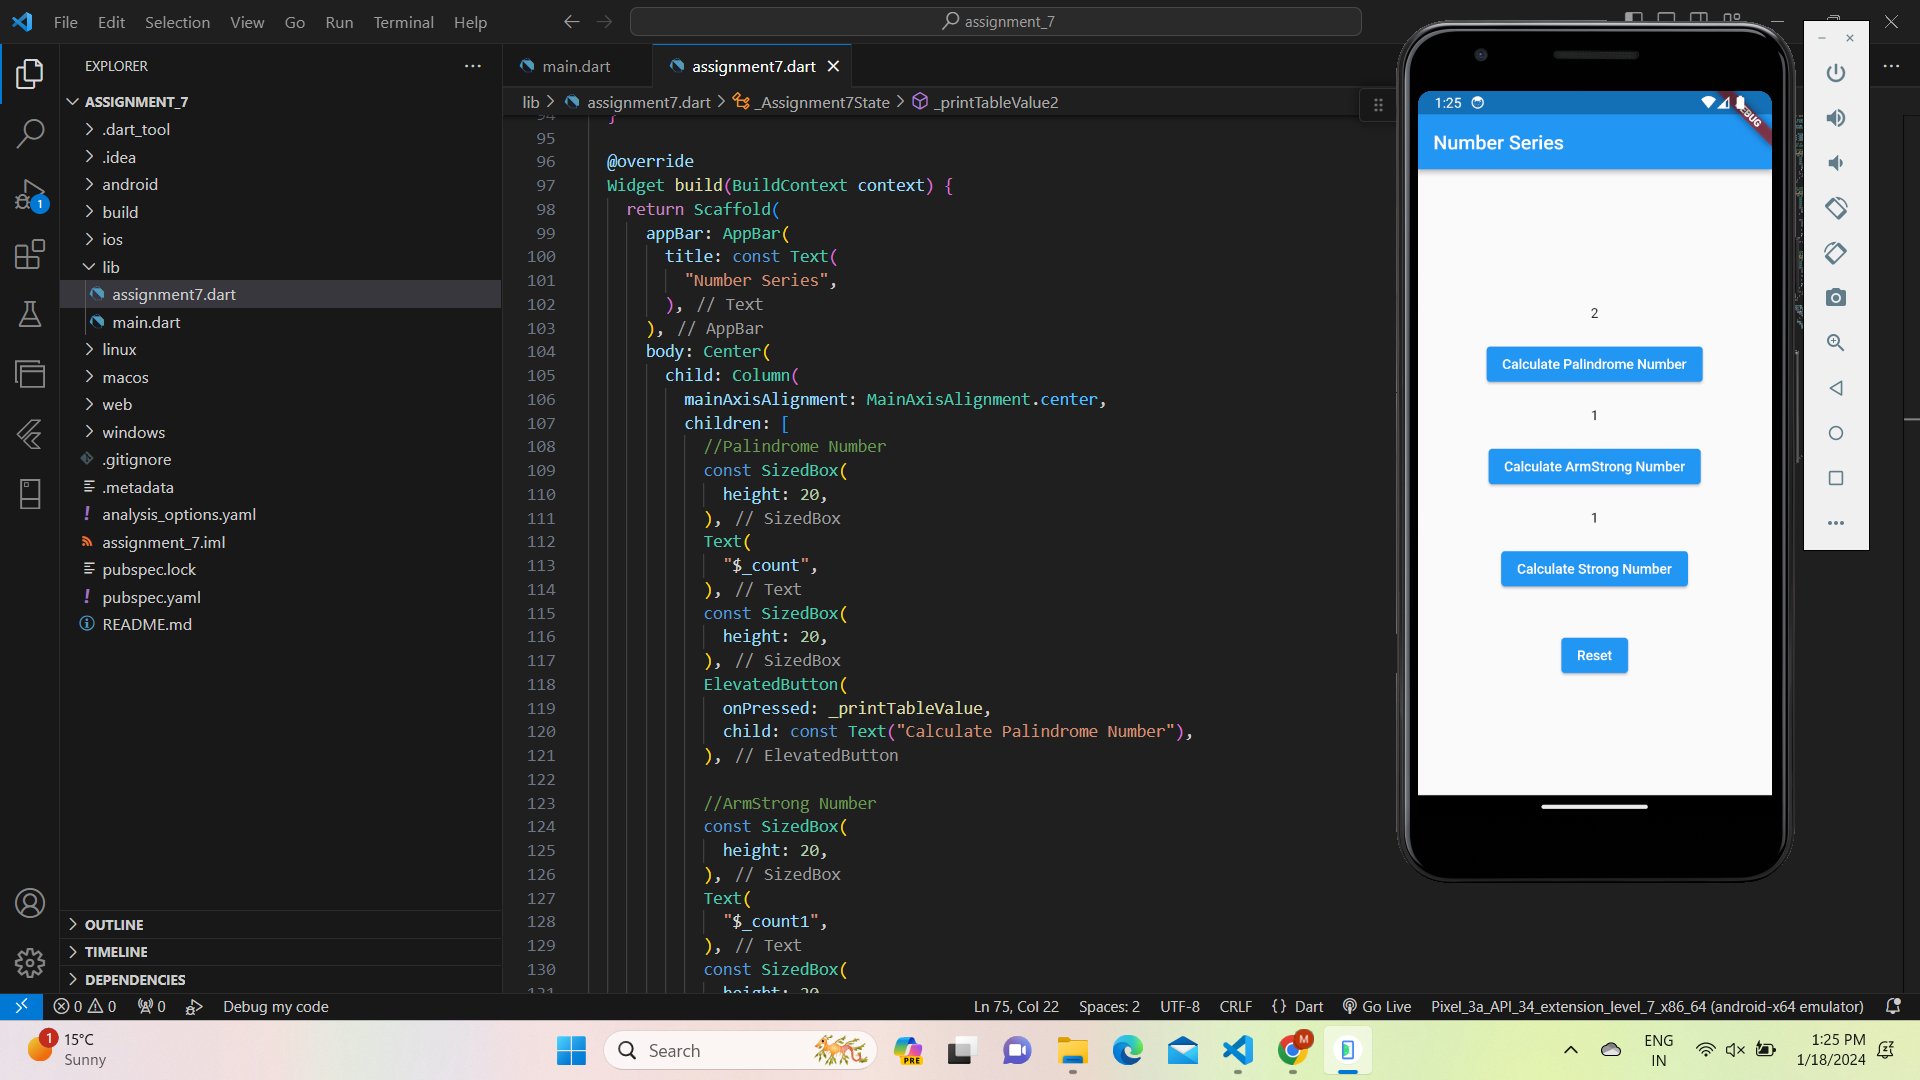 File Edit Selection View Go Run Terminal Help
assignment_7
EXPLORER
ASSIGNMENT_7
.dart_tool
.idea
android
build
ios
lib
assignment7.dart
main.dart
linux
macos
web
windows
.gitignore
.metadata
analysis_options.yaml
assignment_7.iml
pubspec.lock
pubspec.yaml
README.md
OUTLINE
TIMELINE
DEPENDENCIES
1
main.dart assignment7.dart
lib > assignment7.dart > _Assignment7State > _printTableValue2
94 }
95
96 @override
97 Widget build(BuildContext context) {
98 return Scaffold(
99 appBar: AppBar(
100 title: const Text(
101 "Number Series",
102 ), // Text
103 ), // AppBar
104 body: Center(
105 child: Column(
106 mainAxisAlignment: MainAxisAlignment.center,
107 children: [
108 //Palindrome Number
109 const SizedBox(
110 height: 20,
111 ), // SizedBox
112 Text(
113 "$_count",
114 ), // Text
115 const SizedBox(
116 height: 20,
117 ), // SizedBox
118 ElevatedButton(
119 onPressed: _printTableValue,
120 child: const Text("Calculate Palindrome Number"),
121 ), // ElevatedButton
122
123 //ArmStrong Number
124 const SizedBox(
125 height: 20,
126 ), // SizedBox
127 Text(
128 "$_count1",
129 ), // Text
130 const SizedBox(
131 height: 20
1:25
DEBUG
Number Series
2
Calculate Palindrome Number
1
Calculate ArmStrong Number
1
Calculate Strong Number
Reset
0 0 0 Debug my code Ln 75, Col 22 Spaces: 2 UTF-8 CRLF {} Dart Go Live Pixel_3a_API_34_extension_level_7_x86_64 (android-x64 emulator)
1
15°C
Sunny
Search
PRE
M
ENG
IN
1:25 PM
1/18/2024